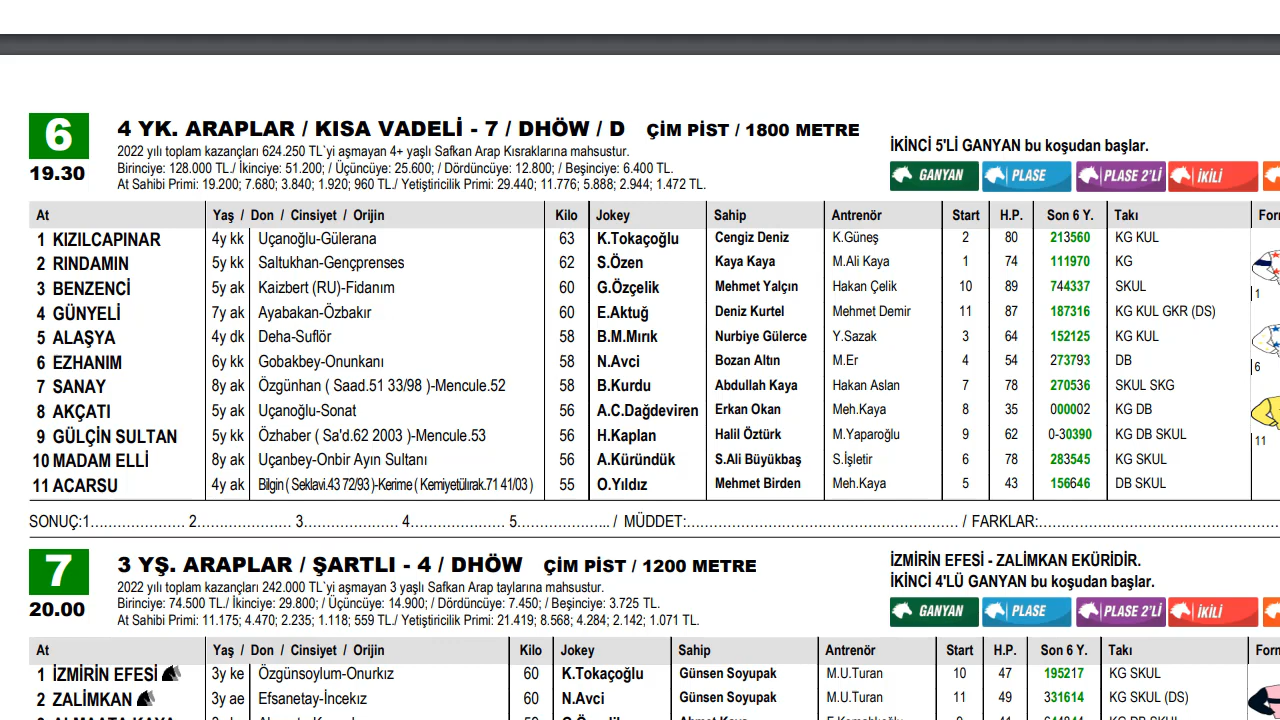 6 4 YK. ARAPLAR / KISA VADELİ - 7 / DHÖW / D ÇİM PİST / 1800 METRE
19.30
2022 yılı toplam kazançları 624.250 TL`yi aşmayan 4+ yaşlı Safkan Arap Kısraklarına mahsustur.
Birinciye: 128.000 TL./ İkinciye: 51.200; / Üçüncüye: 25.600; / Dördüncüye: 12.800; / Beşinciye: 6.400 TL.
At Sahibi Primi: 19.200; 7.680; 3.840; 1.920; 960 TL./ Yetiştiricilik Primi: 29.440; 11.776; 5.888; 2.944; 1.472 TL.
İKİNCİ 5'Lİ GANYAN bu koşudan başlar.
GANYAN PLASE PLASE 2'Lİ İKİLİ
At Yaş / Don / Cinsiyet / Orijin Kilo Jokey Sahip Antrenör Start H.P. Son 6 Y. Takı
1 KIZILCAPINAR 4y kk Uçanoğlu-Gülerana 63 K.Tokaçoğlu Cengiz Deniz K.Güneş 2 80 213560 KG KUL
2 RINDAMIN 5y kk Saltukhan-Gençprenses 62 S.Özen Kaya Kaya M.Ali Kaya 1 74 111970 KG
3 BENZENCİ 5y ak Kaizbert (RU)-Fidanım 60 G.Özçelik Mehmet Yalçın Hakan Çelik 10 89 744337 SKUL
1
4 GÜNYELİ 7y ak Ayabakan-Özbakır 60 E.Aktuğ Deniz Kurtel Mehmet Demir 11 87 187316 KG KUL GKR (DS)
5 ALAŞYA 4y dk Deha-Suflör 58 B.M.Mırık Nurbiye Gülerce Y.Sazak 3 64 152125 KG KUL
6 EZHANIM 6y kk Gobakbey-Onunkanı 58 N.Avci Bozan Altın M.Er 4 54 273793 DB
6
7 SANAY 8y ak Özgünhan ( Saad.51 33/98 )-Mencule.52 58 B.Kurdu Abdullah Kaya Hakan Aslan 7 78 270536 SKUL SKG
8 AKÇATI 5y ak Uçanoğlu-Sonat 56 A.C.Dağdeviren Erkan Okan Meh.Kaya 8 35 000002 KG DB
9 GÜLÇİN SULTAN 5y kk Özhaber ( Sa'd.62 2003 )-Mencule.53 56 H.Kaplan Halil Öztürk M.Yaparoğlu 9 62 0-30390 KG DB SKUL
11
10 MADAM ELLİ 8y ak Uçanbey-Onbir Ayın Sultanı 56 A.Küründük S.Ali Büyükbaş S.İşletir 6 78 283545 KG SKUL
11 ACARSU 4y ak Bilgin ( Seklavi.43 72/93 )-Kerime ( Kemiyetülırak.71 41/03 ) 55 O.Yıldız Mehmet Birden Meh.Kaya 5 43 156646 DB SKUL
SONUÇ:1..................... 2..................... 3..................... 4..................... 5..................... / MÜDDET:............................................................. / FARKLAR:......................................................
7 3 YŞ. ARAPLAR / ŞARTLI - 4 / DHÖW ÇİM PİST / 1200 METRE
20.00
2022 yılı toplam kazançları 242.000 TL`yi aşmayan 3 yaşlı Safkan Arap taylarına mahsustur.
Birinciye: 74.500 TL./ İkinciye: 29.800; / Üçüncüye: 14.900; / Dördüncüye: 7.450; / Beşinciye: 3.725 TL.
At Sahibi Primi: 11.175; 4.470; 2.235; 1.118; 559 TL./ Yetiştiricilik Primi: 21.419; 8.568; 4.284; 2.142; 1.071 TL.
İZMİRİN EFESİ - ZALİMKAN EKÜRİDİR.
İKİNCİ 4'LÜ GANYAN bu koşudan başlar.
GANYAN PLASE PLASE 2'Lİ İKİLİ
At Yaş / Don / Cinsiyet / Orijin Kilo Jokey Sahip Antrenör Start H.P. Son 6 Y. Takı
1 İZMİRİN EFESİ 3y ke Özgünsoylum-Onurkız 60 K.Tokaçoğlu Günsen Soyupak M.U.Turan 10 47 195217 KG SKUL
2 ZALİMKAN 3y ae Efsanetay-İncekız 60 N.Avci Günsen Soyupak M.U.Turan 11 49 331614 KG SKUL (DS)